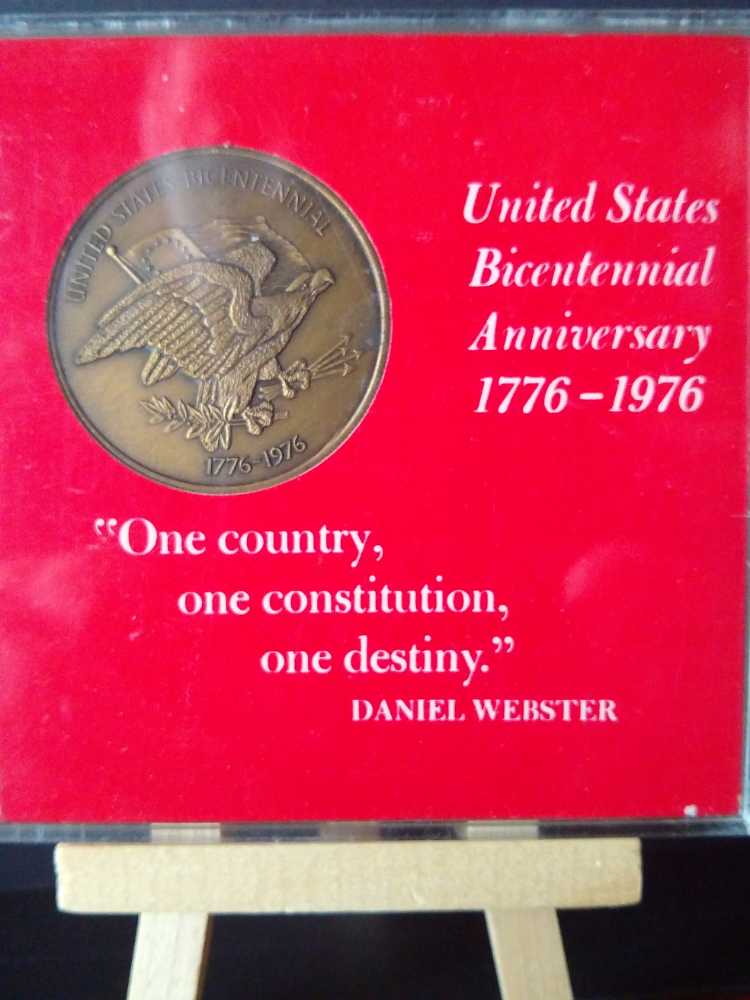 UNITED STATES BICENTENNIAL
1776-1976
United States
Bicentennial
Anniversary
1776–1976
“One country,
one constitution,
one destiny.”
DANIEL WEBSTER